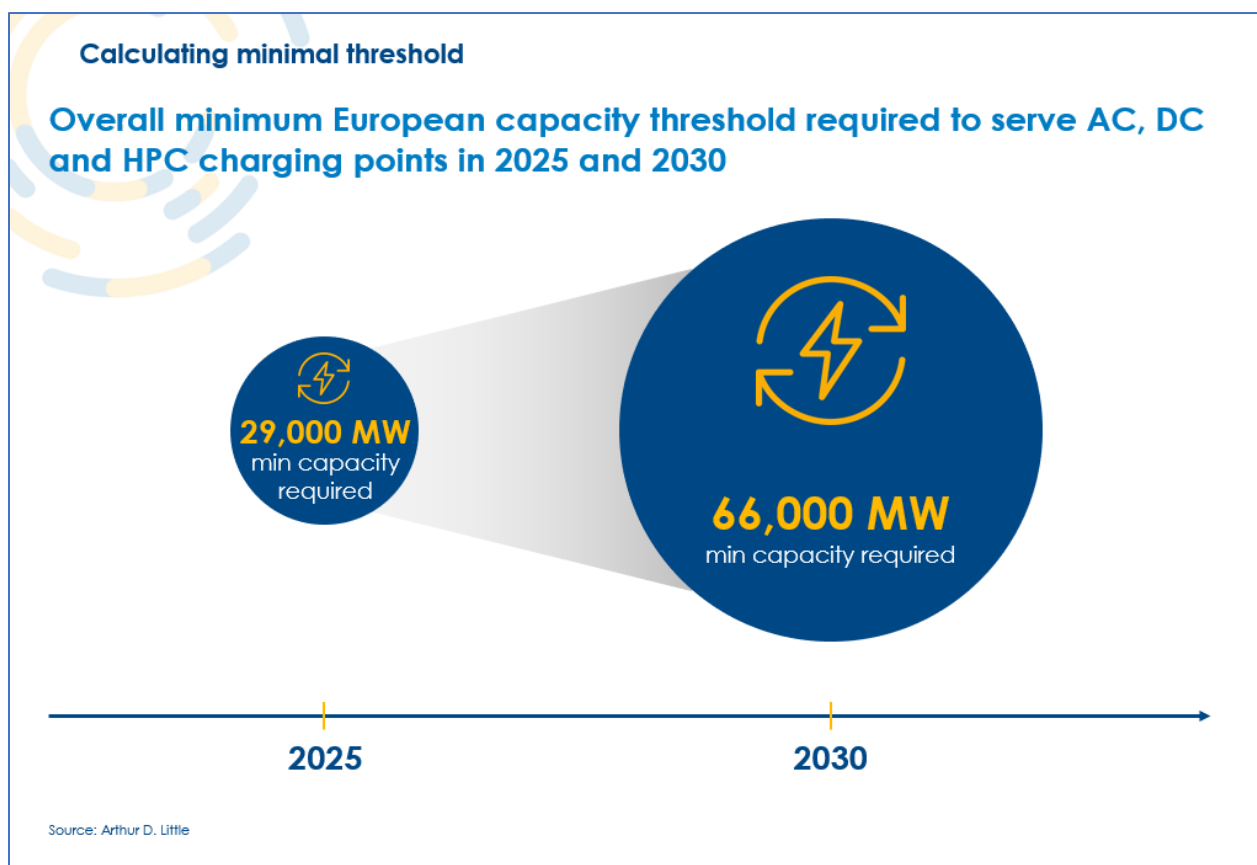 Calculating minimal threshold
Overall minimum European capacity threshold required to serve AC, DC
and HPC charging points in 2025 and 2030
29,000 MW
min capacity
required
66,000 MW
min capacity required
2025
2030
Source: Arthur D. Little